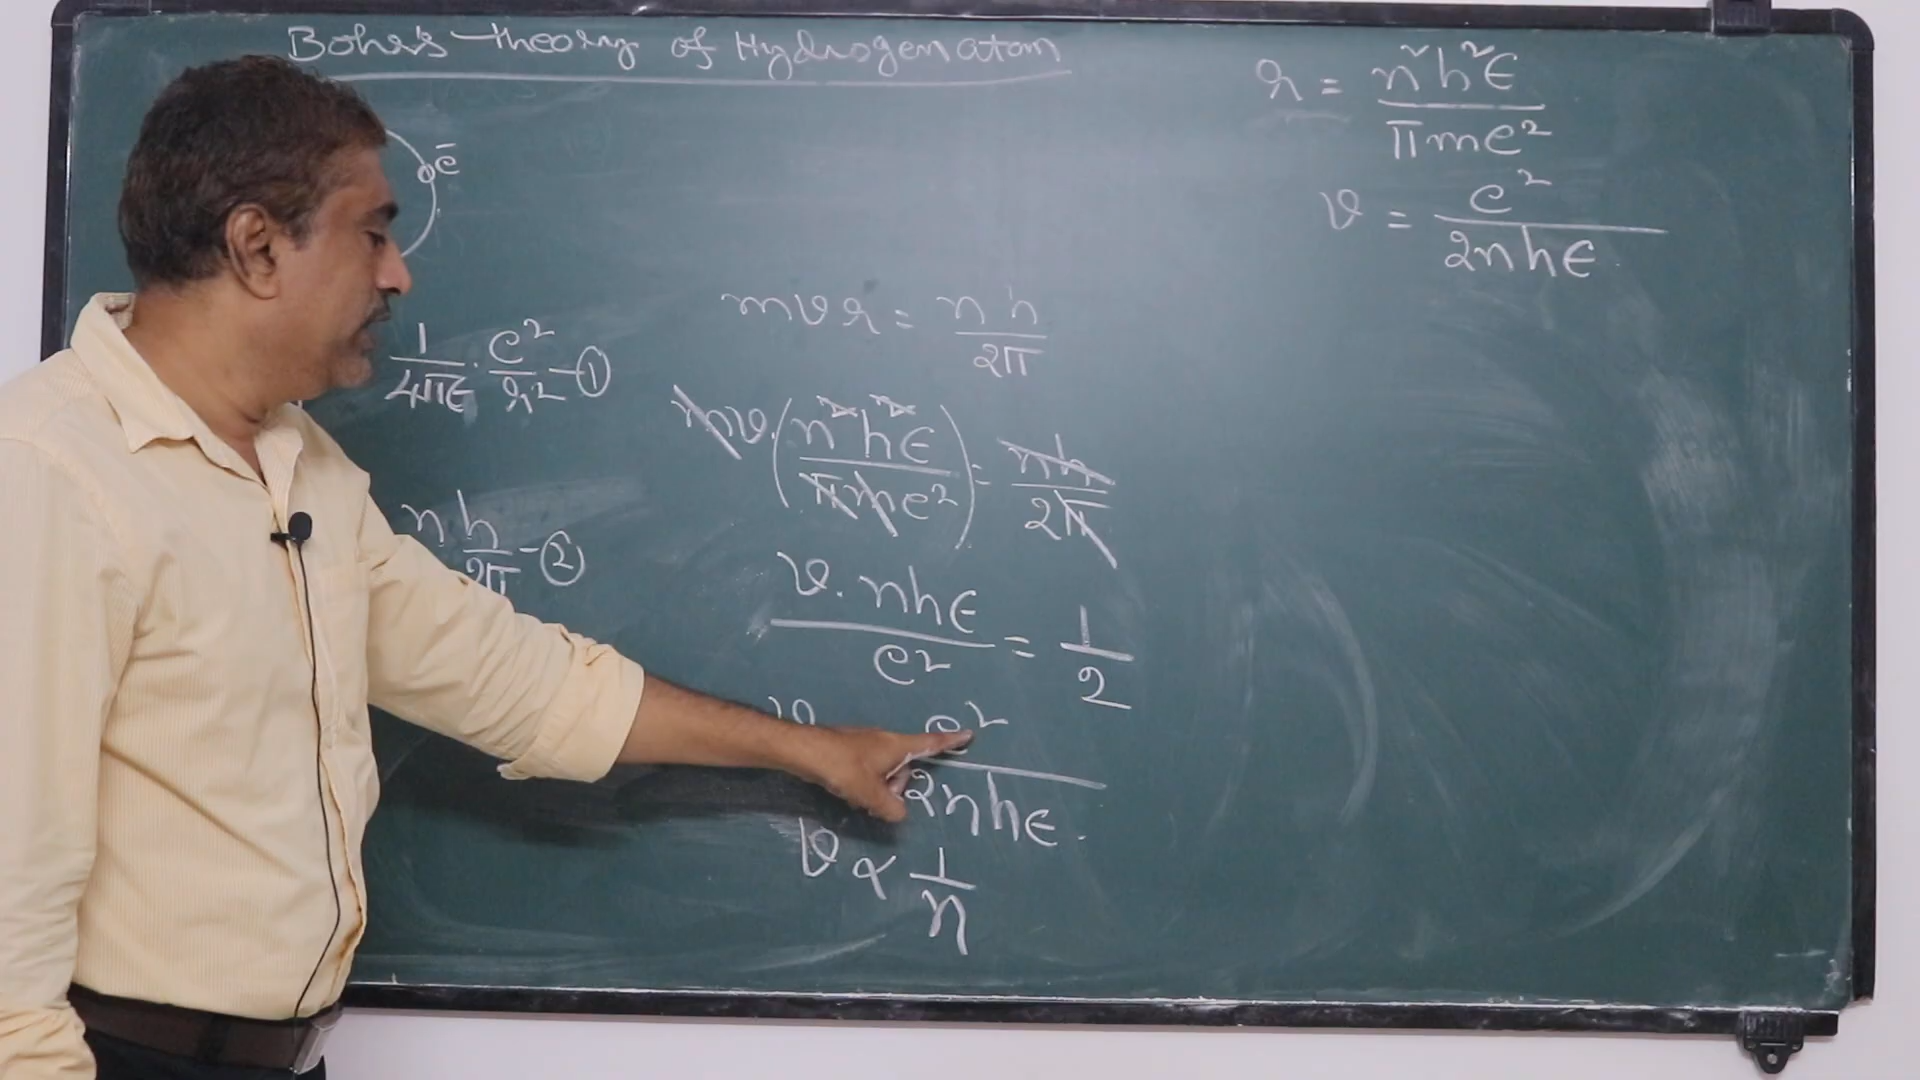 Bohr's theory of Hydrogen atom
r = n²h²ϵ / πme²
v = e² / 2nhϵ
ē
1/4πϵ · e²/r² — ①
nh/2π — ②
mvr = nh/2π
mv·(n²h²ϵ / πme²) = nh/2π
v·nhϵ / e² = 1/2
v e² / 2nhϵ.
v ∝ 1/n